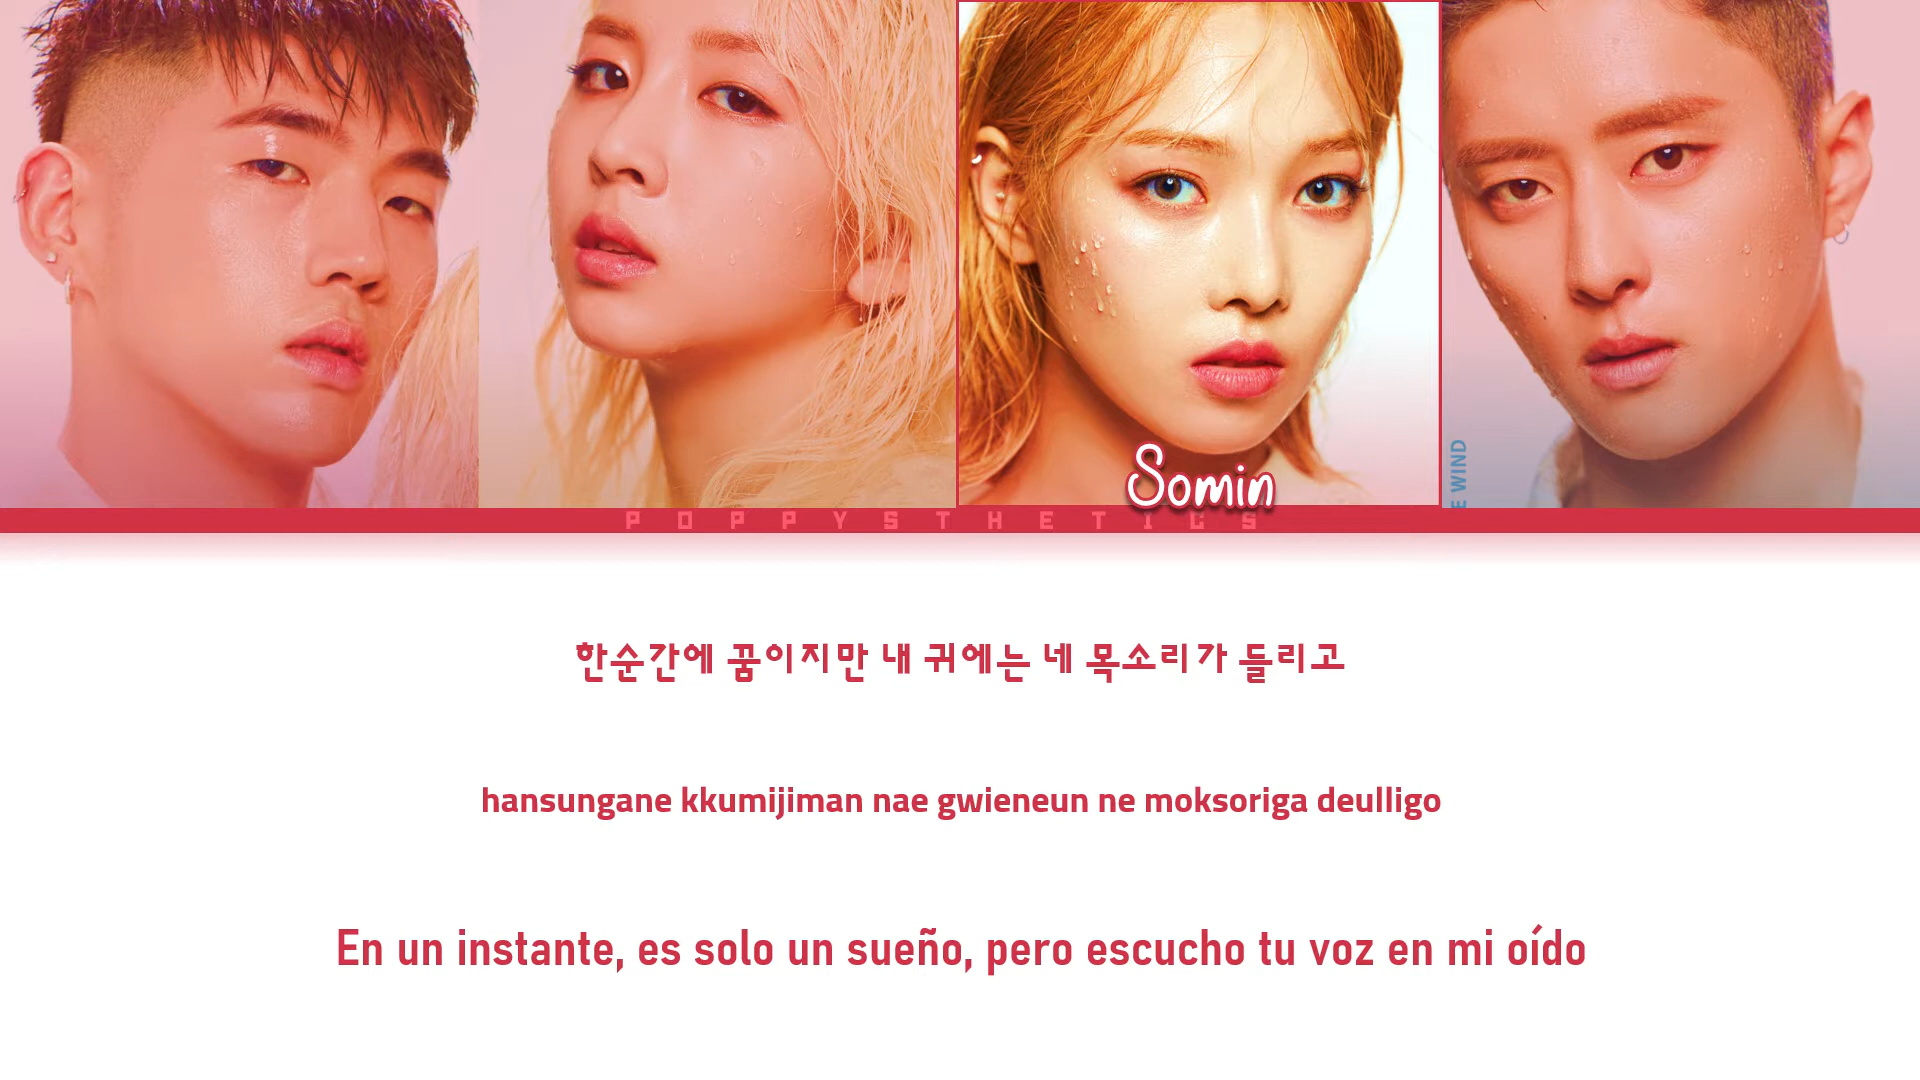 E WIND
Somin
POPPYSTHETICS
한순간에 꿈이지만 내 귀에는 네 목소리가 들리고
hansungane kkumijiman nae gwieneun ne moksoriga deulligo
En un instante, es solo un sueño, pero escucho tu voz en mi oído